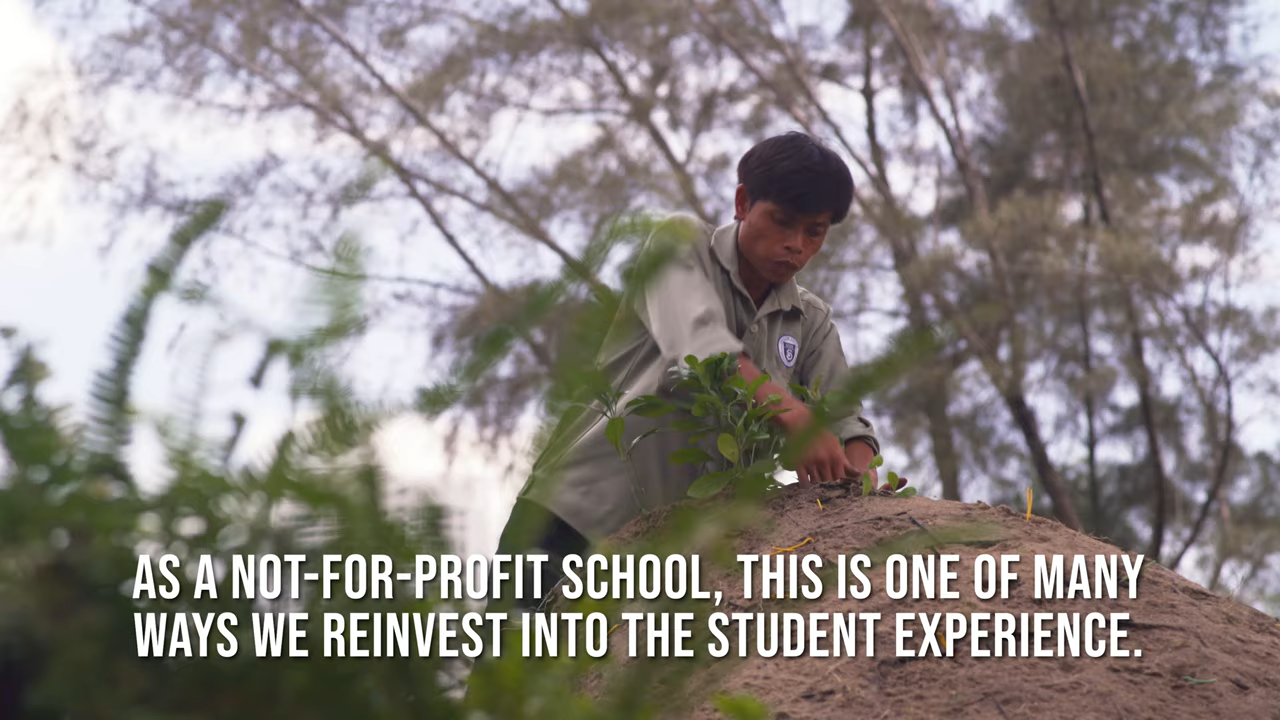 AS A NOT-FOR-PROFIT SCHOOL, THIS IS ONE OF MANY
WAYS WE REINVEST INTO THE STUDENT EXPERIENCE.